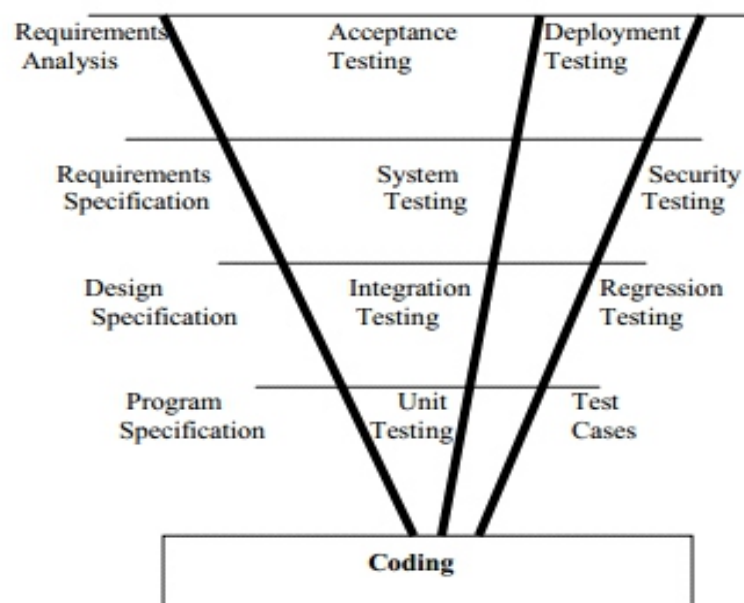 Requirements
Analysis
Acceptance
Testing
Deployment
Testing
Requirements
Specification
System
Testing
Security
Testing
Design
Specification
Integration
Testing
Regression
Testing
Program
Specification
Unit
Testing
Test
Cases
Coding